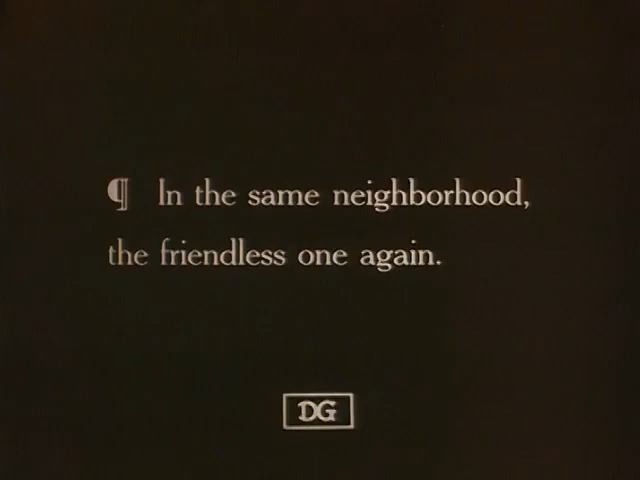 ¶ In the same neighborhood,
the friendless one again.
DG